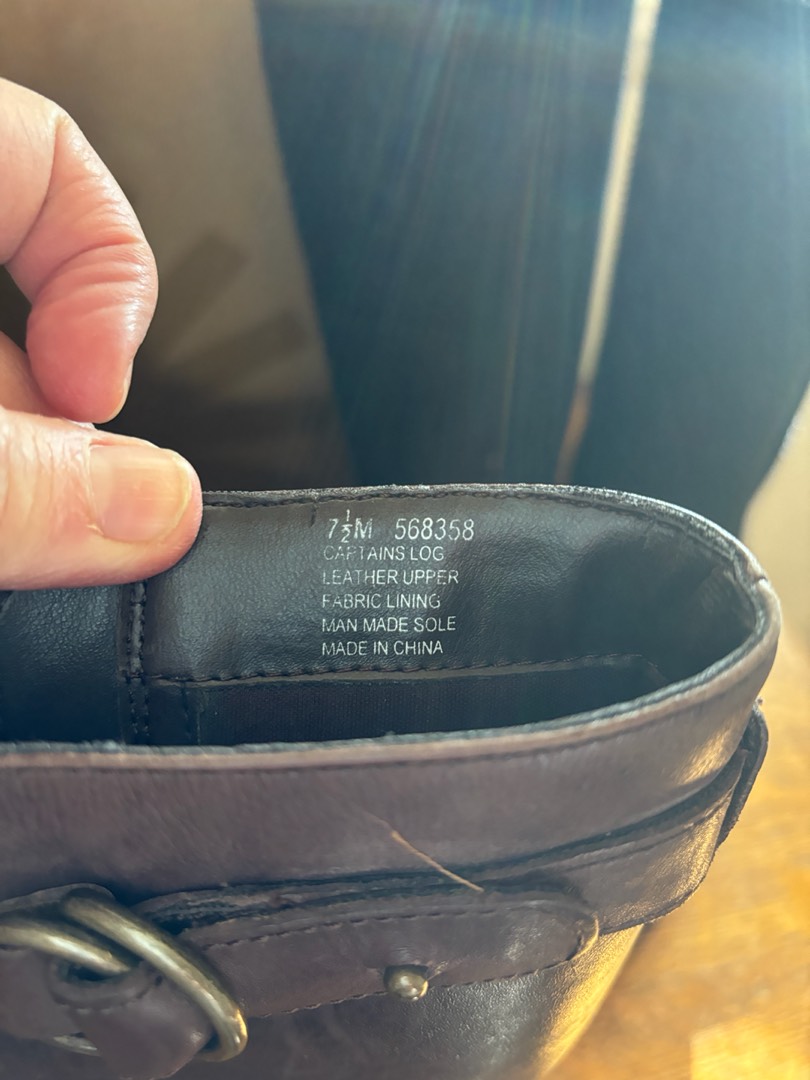 7½M 568358
CAPTAINS LOG
LEATHER UPPER
FABRIC LINING
MAN MADE SOLE
MADE IN CHINA